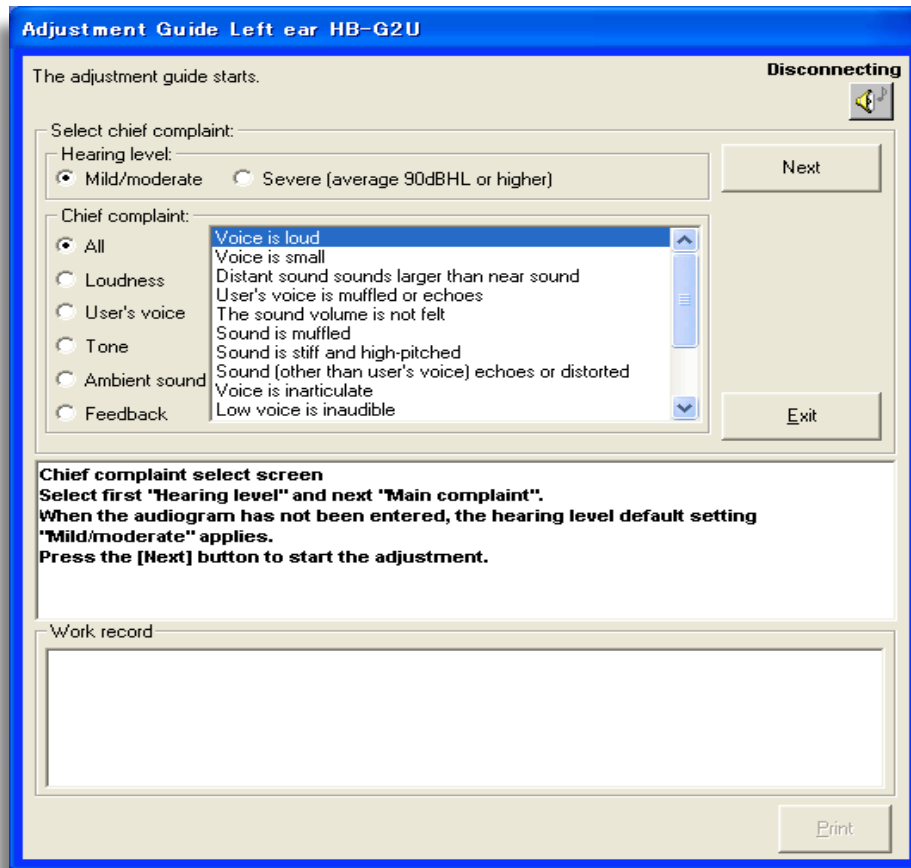 Adjustment Guide Left ear HB-G2U
The adjustment guide starts.
Disconnecting
Select chief complaint:
Hearing level:
Mild/moderate
Severe (average 90dBHL or higher)
Next
Chief complaint:
All
Loudness
User's voice
Tone
Ambient sound
Feedback
Voice is loud
Voice is small
Distant sound sounds larger than near sound
User's voice is muffled or echoes
The sound volume is not felt
Sound is muffled
Sound is stiff and high-pitched
Sound (other than user's voice) echoes or distorted
Voice is inarticulate
Low voice is inaudible
Exit
Chief complaint select screen
Select first "Hearing level" and next "Main complaint".
When the audiogram has not been entered, the hearing level default setting
"Mild/moderate" applies.
Press the [Next] button to start the adjustment.
Work record
Print